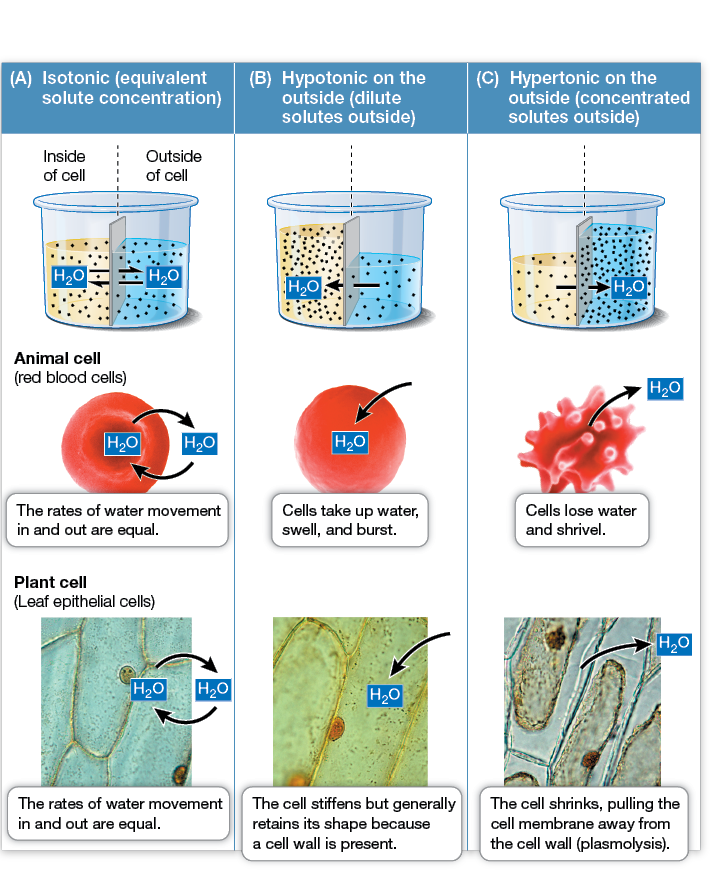 (A) Isotonic (equivalent
solute concentration)
(B) Hypotonic on the
outside (dilute
solutes outside)
(C) Hypertonic on the
outside (concentrated
solutes outside)
Inside
of cell
Outside
of cell
H₂O
H₂O
H₂O
H₂O
Animal cell
(red blood cells)
H₂O
H₂O
H₂O
H₂O
The rates of water movement
in and out are equal.
Cells take up water,
swell, and burst.
Cells lose water
and shrivel.
Plant cell
(Leaf epithelial cells)
H₂O
H₂O
H₂O
H₂O
The rates of water movement
in and out are equal.
The cell stiffens but generally
retains its shape because
a cell wall is present.
The cell shrinks, pulling the
cell membrane away from
the cell wall (plasmolysis).